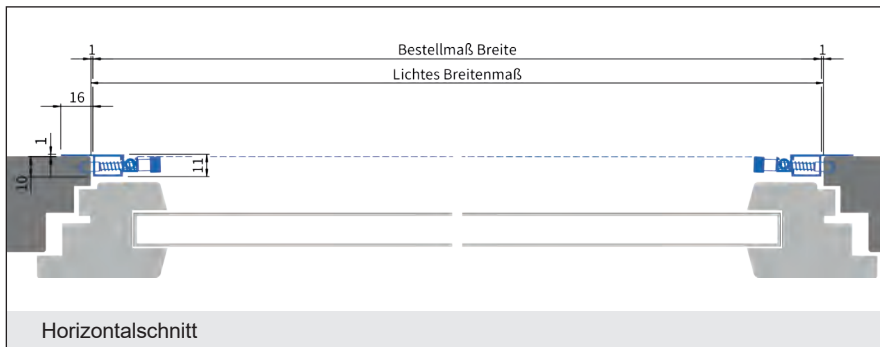 1 Bestellmaß Breite 1
Lichtes Breitenmaß
16
1
11
10
Horizontalschnitt